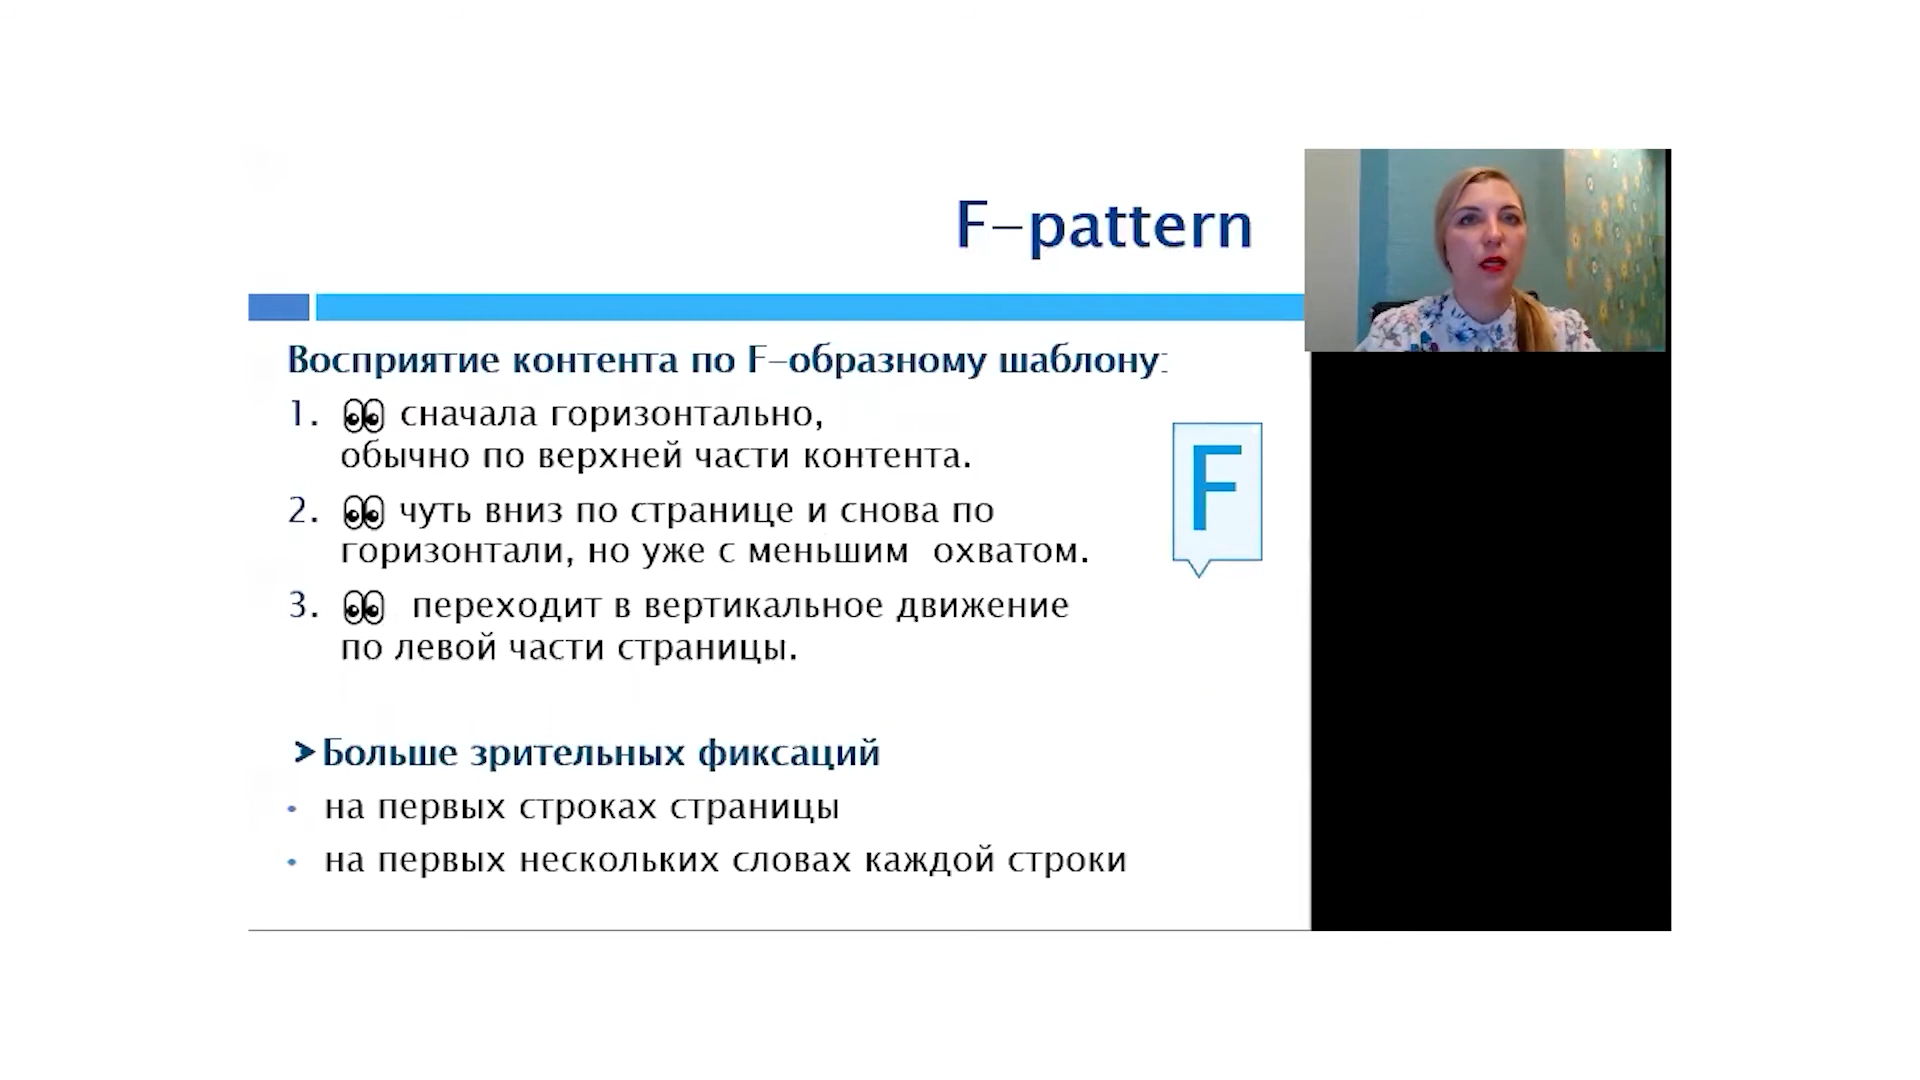 F-pattern
Восприятие контента по F-образному шаблону:
1. 👀 сначала горизонтально,
обычно по верхней части контента.
F
2. 👀 чуть вниз по странице и снова по
горизонтали, но уже с меньшим охватом.
3. 👀 переходит в вертикальное движение
по левой части страницы.
➤Больше зрительных фиксаций
• на первых строках страницы
• на первых нескольких словах каждой строки